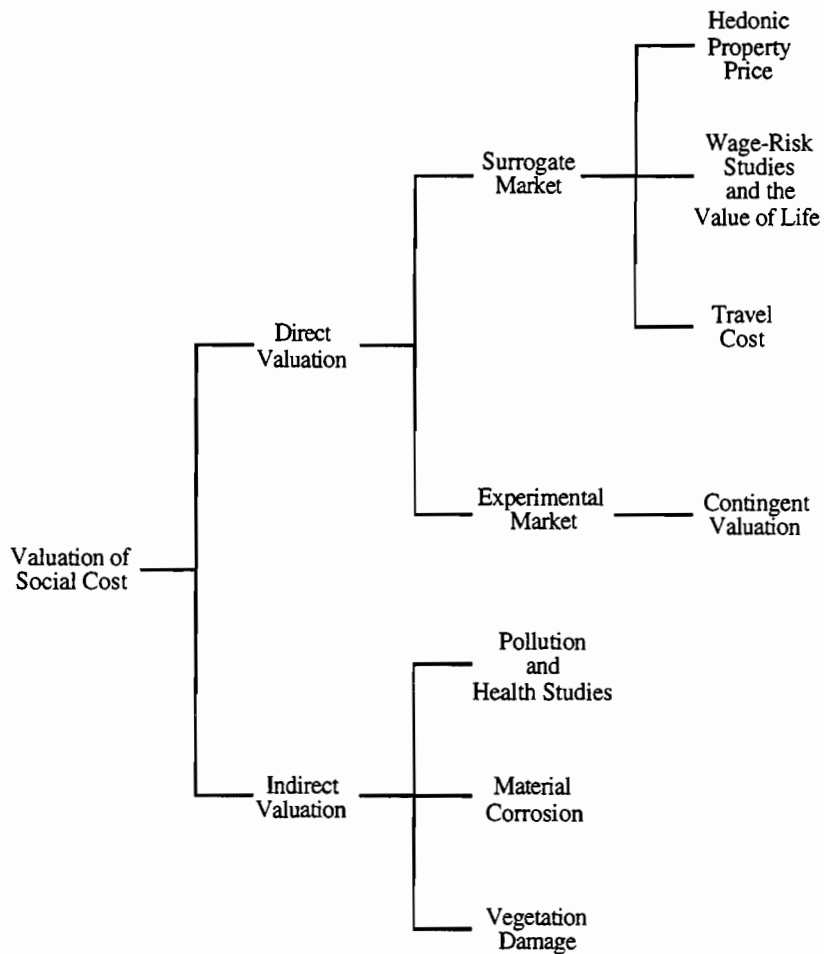 Hedonic
Property
Price
Wage-Risk
Studies
and the
Value of Life
Surrogate
Market
Travel
Cost
Direct
Valuation
Experimental
Market
Contingent
Valuation
Valuation of
Social Cost
Pollution
and
Health Studies
Indirect
Valuation
Material
Corrosion
Vegetation
Damage